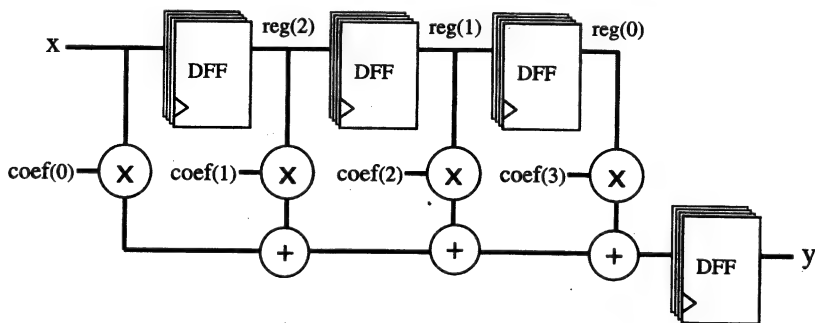 x
DFF
reg(2)
DFF
reg(1)
DFF
reg(0)
coef(0)
X
coef(1)
X
coef(2)
X
coef(3)
X
+
+
+
DFF
y